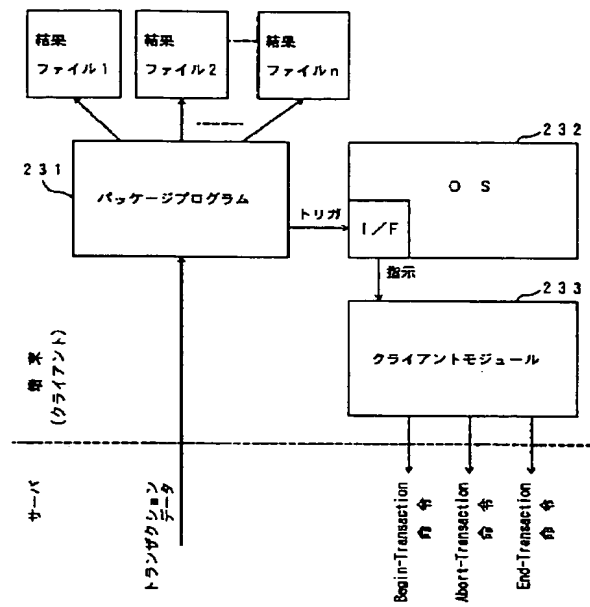 結果
ファイル1
結果
ファイル2
結果
ファイルn
231
パッケージプログラム
トリガ
232
OS
I/F
指示
233
クライアントモジュール
端末
(クライアント)
サーバ
トランザクション
データ
Begin-Transaction
命令
Abort-Transaction
命令
End-Transaction
命令